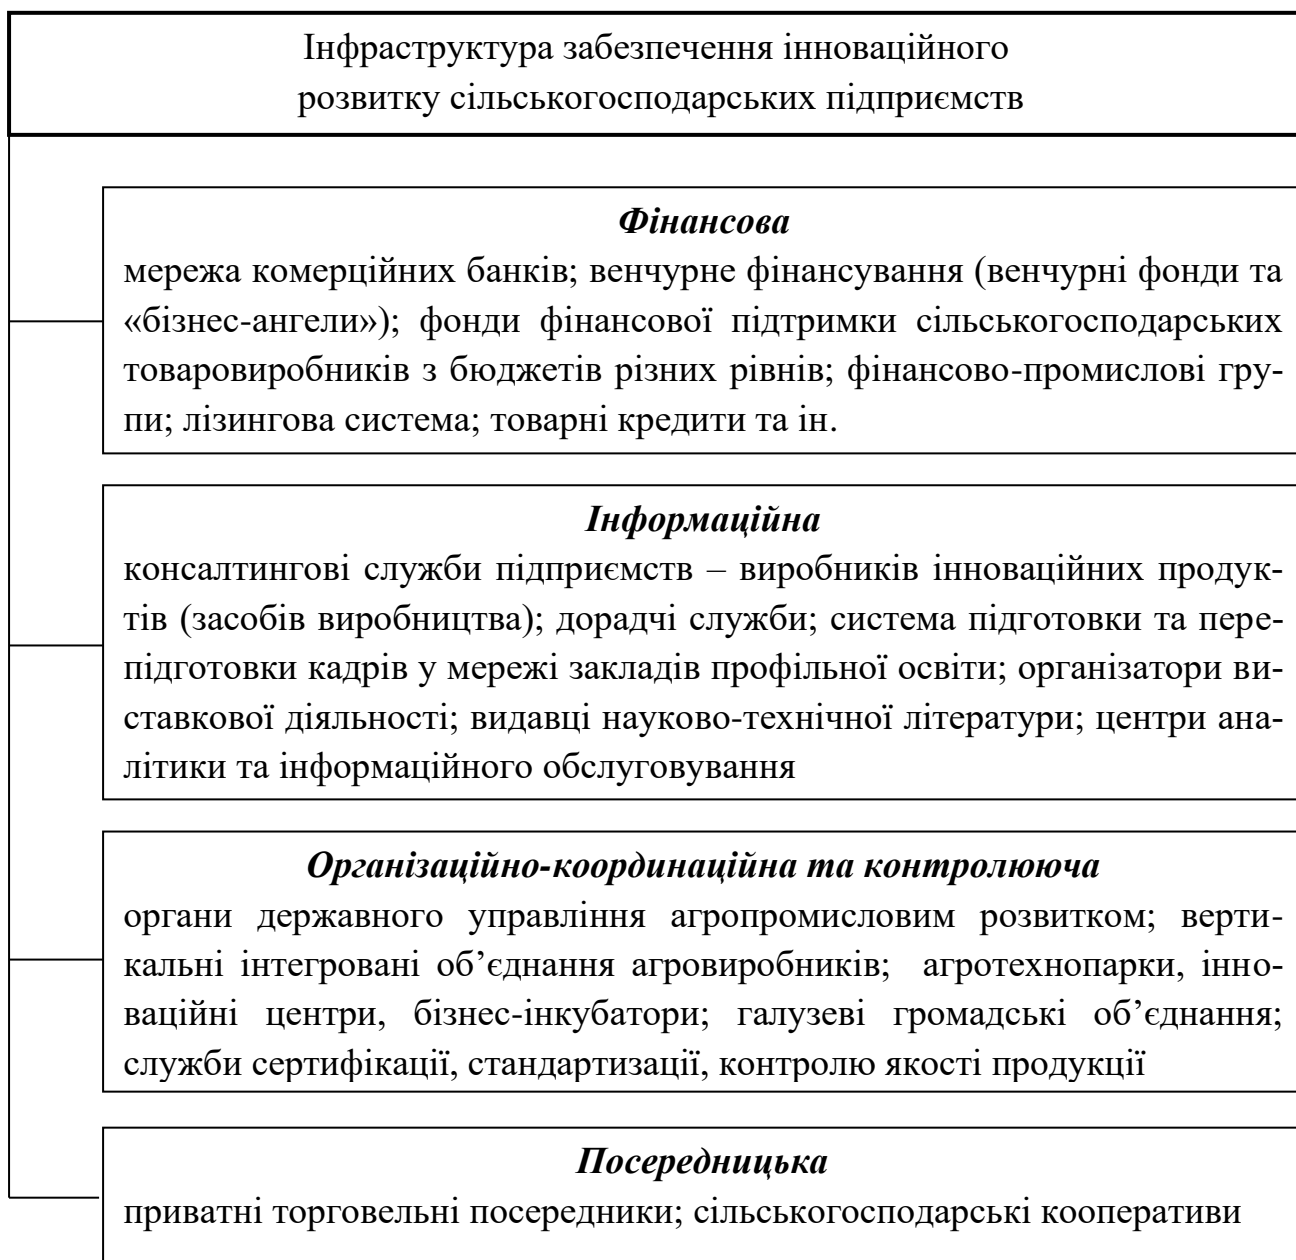 Інфраструктура забезпечення інноваційного
розвитку сільськогосподарських підприємств
Фінансова
мережа комерційних банків; венчурне фінансування (венчурні фонди та
«бізнес-ангели»); фонди фінансової підтримки сільськогосподарських
товаровиробників з бюджетів різних рівнів; фінансово-промислові гру-
пи; лізингова система; товарні кредити та ін.
Інформаційна
консалтингові служби підприємств – виробників інноваційних продук-
тів (засобів виробництва); дорадчі служби; система підготовки та пере-
підготовки кадрів у мережі закладів профільної освіти; організатори ви-
ставкової діяльності; видавці науково-технічної літератури; центри ана-
літики та інформаційного обслуговування
Організаційно-координаційна та контролююча
органи державного управління агропромисловим розвитком; верти-
кальні інтегровані об’єднання агровиробників; агротехнопарки, інно-
ваційні центри, бізнес-інкубатори; галузеві громадські об’єднання;
служби сертифікації, стандартизації, контролю якості продукції
Посередницька
приватні торговельні посередники; сільськогосподарські кооперативи